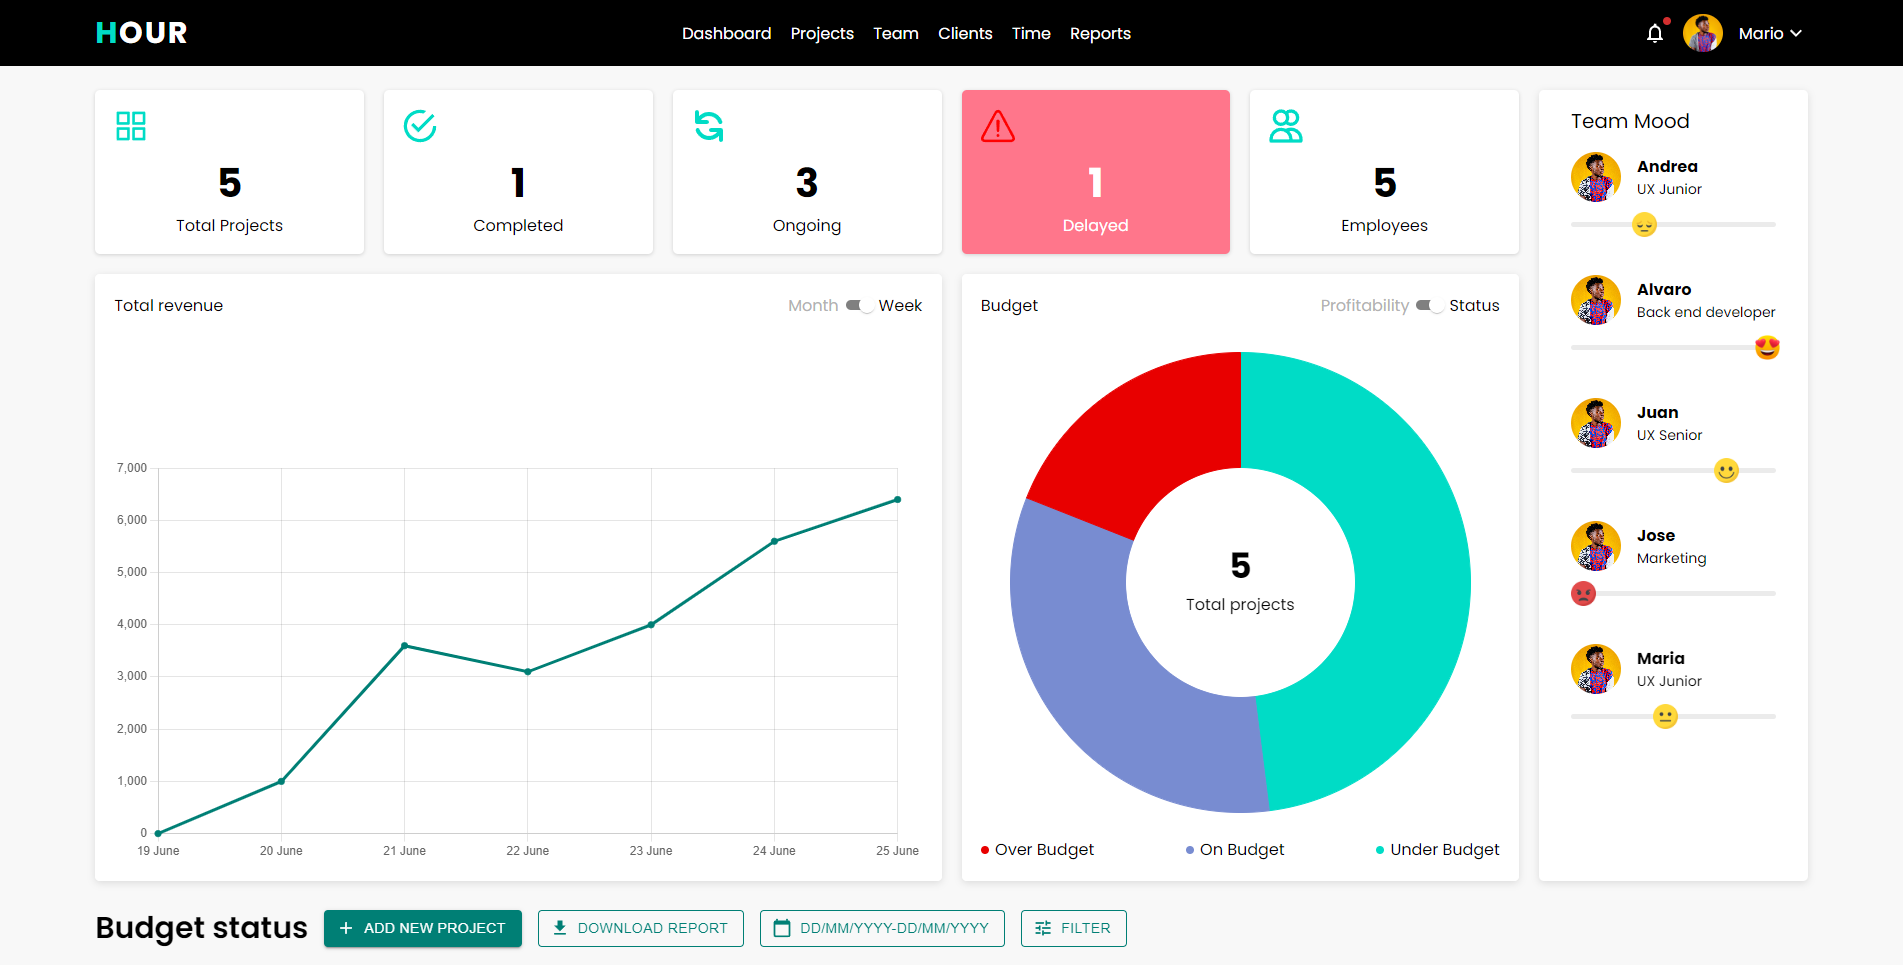 HOUR
Dashboard Projects Team Clients Time Reports
Mario
5
Total Projects
1
Completed
3
Ongoing
1
Delayed
5
Employees
Total revenue
Month Week
7,000
6,000
5,000
4,000
3,000
2,000
1,000
0
19 June 20 June 21 June 22 June 23 June 24 June 25 June
Budget
Profitability Status
5
Total projects
Over Budget On Budget Under Budget
Team Mood
Andrea
UX Junior
Alvaro
Back end developer
Juan
UX Senior
Jose
Marketing
Maria
UX Junior
Budget status
ADD NEW PROJECT
DOWNLOAD REPORT
DD/MM/YYYY-DD/MM/YYYY
FILTER